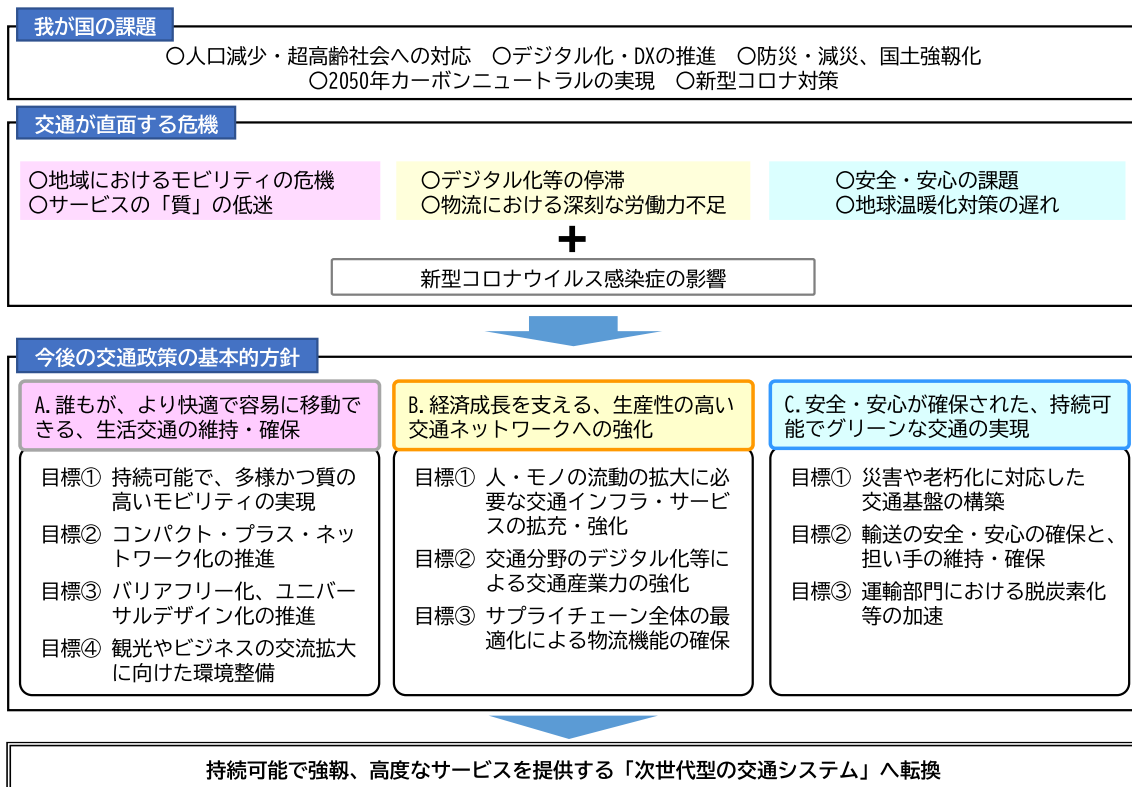 我が国の課題
〇人口減少・超高齢社会への対応　〇デジタル化・DXの推進　〇防災・減災、国土強靱化
〇2050年カーボンニュートラルの実現　〇新型コロナ対策
交通が直面する危機
〇地域におけるモビリティの危機
〇サービスの「質」の低迷
〇デジタル化等の停滞
〇物流における深刻な労働力不足
〇安全・安心の課題
〇地球温暖化対策の遅れ
+
新型コロナウイルス感染症の影響
今後の交通政策の基本的方針
A.誰もが、より快適で容易に移動で
きる、生活交通の維持・確保
目標① 持続可能で、多様かつ質の
高いモビリティの実現
目標② コンパクト・プラス・ネッ
トワーク化の推進
目標③ バリアフリー化、ユニバー
サルデザイン化の推進
目標④ 観光やビジネスの交流拡大
に向けた環境整備
B.経済成長を支える、生産性の高い
交通ネットワークへの強化
目標① 人・モノの流動の拡大に必
要な交通インフラ・サービ
スの拡充・強化
目標② 交通分野のデジタル化等に
よる交通産業力の強化
目標③ サプライチェーン全体の最
適化による物流機能の確保
C.安全・安心が確保された、持続可
能でグリーンな交通の実現
目標① 災害や老朽化に対応した
交通基盤の構築
目標② 輸送の安全・安心の確保と、
担い手の維持・確保
目標③ 運輸部門における脱炭素化
等の加速
持続可能で強靱、高度なサービスを提供する「次世代型の交通システム」へ転換